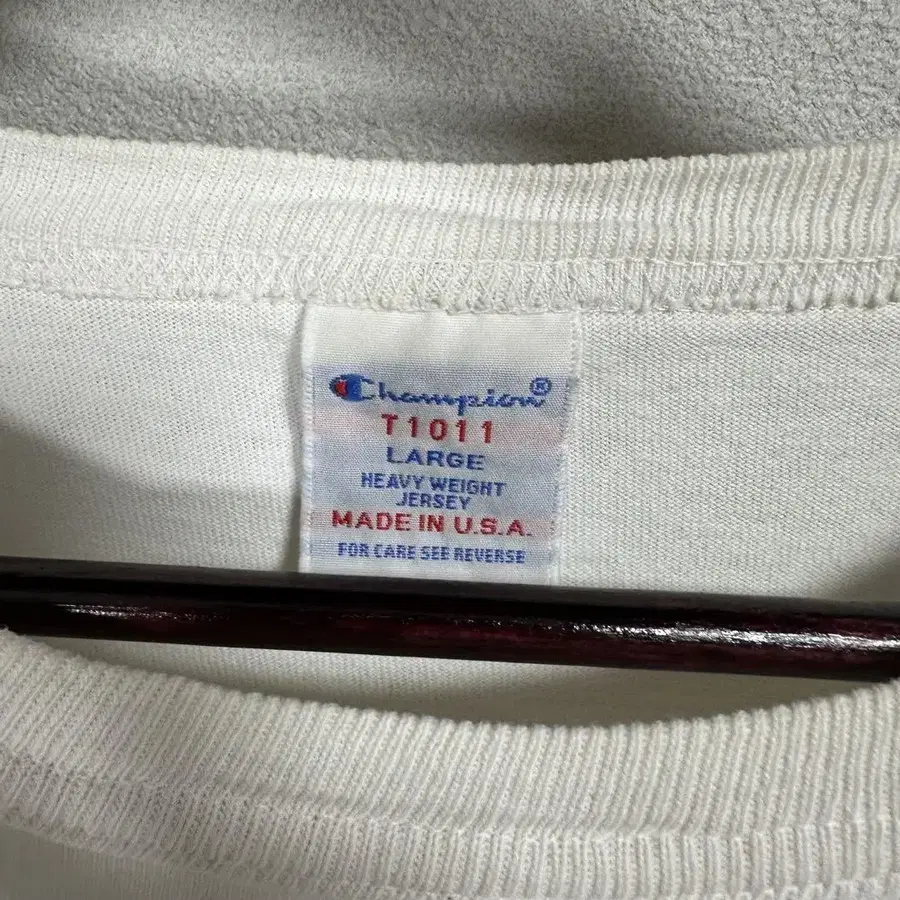 Champion®
T1011
LARGE
HEAVY WEIGHT
JERSEY
MADE IN U.S.A.
FOR CARE SEE REVERSE